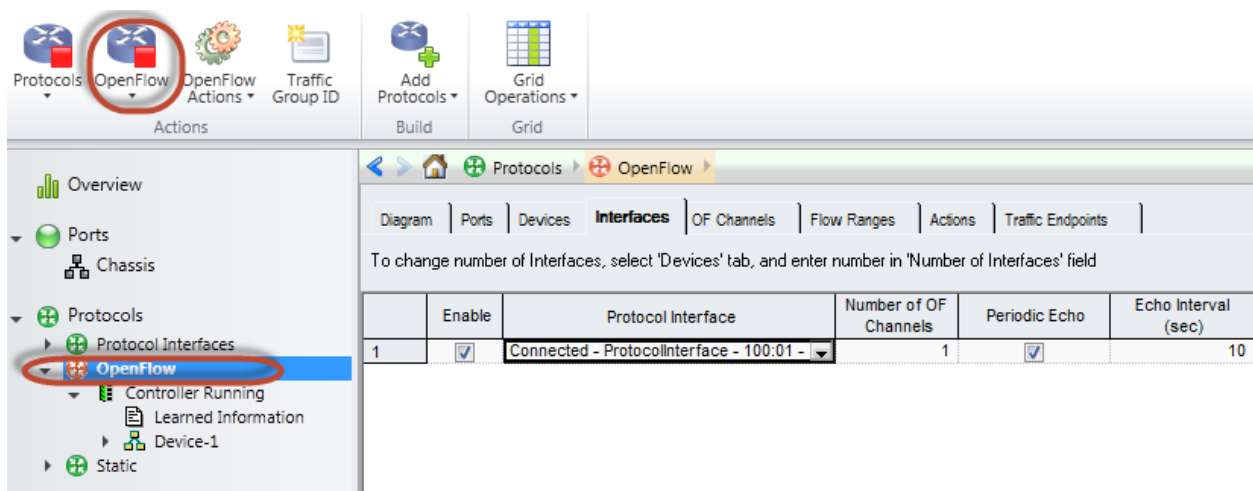 Protocols
OpenFlow
OpenFlow
Actions
Traffic
Group ID
Actions
Add
Protocols
Build
Grid
Operations
Grid
Overview
Ports
Chassis
Protocols
Protocol Interfaces
OpenFlow
Controller Running
Learned Information
Device-1
Static
Protocols
OpenFlow
Diagram Ports Devices Interfaces OF Channels Flow Ranges Actions Traffic Endpoints
To change number of Interfaces, select 'Devices' tab, and enter number in 'Number of Interfaces' field
Enable
Protocol Interface
Number of OF
Channels
Periodic Echo
Echo Interval
(sec)
1 Connected - ProtocolInterface - 100:01 - 1 10